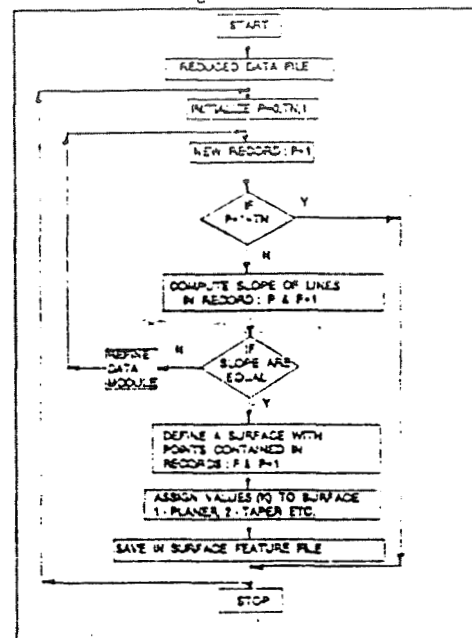 START
REDUCED DATA FILE
INITIALIZE P=0,TN,1
NEW RECORD : P+1
IF
P+1=TN
Y
N
COMPUTE SLOPE OF LINES
IN RECORD : P & P+1
IF
SLOPE ARE
EQUAL
N
REFINE
DATA
MODULE
Y
DEFINE A SURFACE WITH
POINTS CONTAINED IN
RECORDS : P & P+1
ASSIGN VALUES TO SURFACE
1 - PLANER, 2 - TAPER ETC.
SAVE IN SURFACE FEATURE FILE
STOP